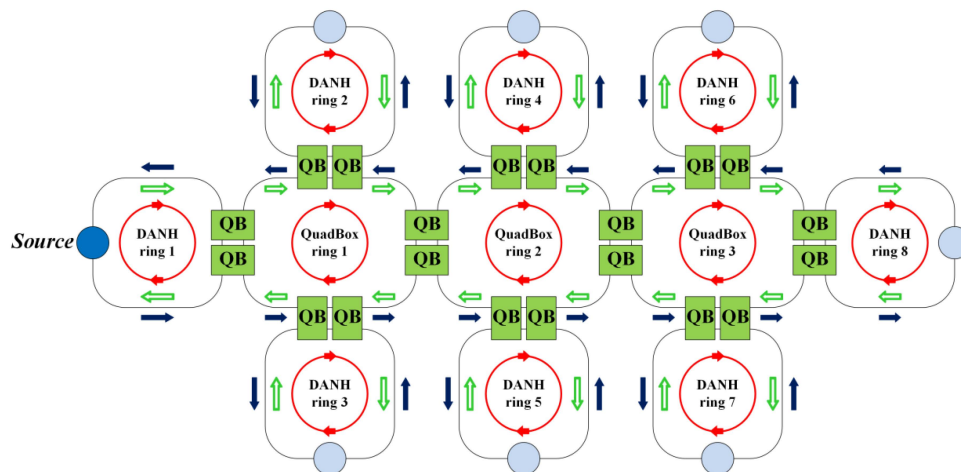 DANH
ring 2
DANH
ring 4
DANH
ring 6
QB QB
QB QB
QB QB
Source
DANH
ring 1
QB
QB
QuadBox
ring 1
QB
QB
QuadBox
ring 2
QB
QB
QuadBox
ring 3
QB
QB
DANH
ring 8
QB QB
QB QB
QB QB
DANH
ring 3
DANH
ring 5
DANH
ring 7